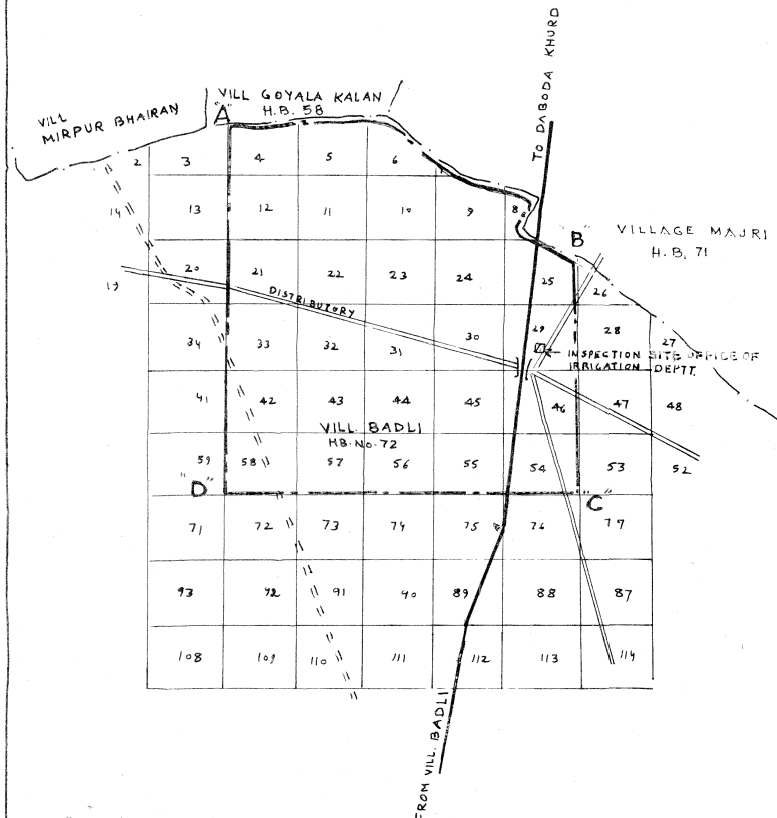 TO DABODA KHURD
VILL
MIRPUR BHAIRAN
VILL GOYALA KALAN
H.B. 58
"A"
2 3 4 5 6
14 13 12 11 10 9 8
"B"
VILLAGE MAJRI
H.B. 71
19 20 21 22 23 24 25 26
DISTRIBUTORY
34 33 32 31 30 29 28 27
INSPECTION SITE OFFICE OF
IRRIGATION DEPTT.
41 42 43 44 45 46 47 48
VILL. BADLI
HB. No. 72
59 58 57 56 55 54 53 52
"D"
"C"
71 72 73 74 75 76 77
93 92 91 90 89 88 87
108 109 110 111 112 113 114
FROM VILL. BADLI